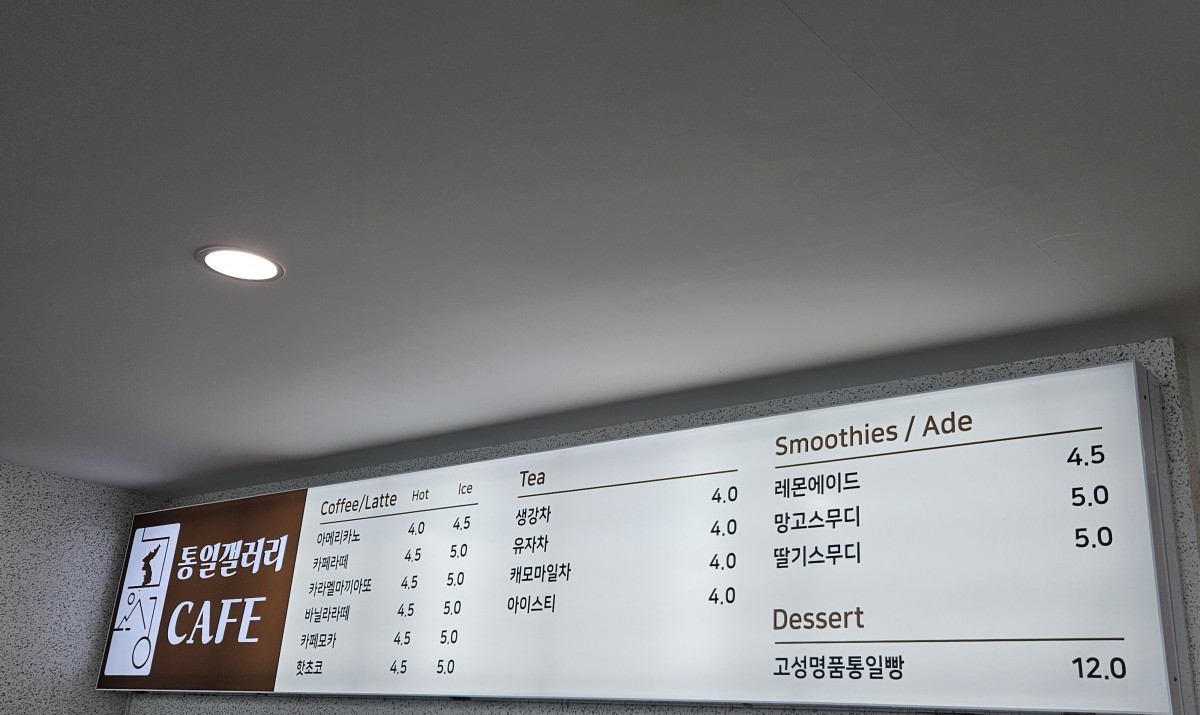 통일갤러리
CAFE
Coffee/Latte Hot Ice
아메리카노 4.0 4.5
카페라떼 4.5 5.0
카라멜마끼아또 4.5 5.0
바닐라라떼 4.5 5.0
카페모카 4.5 5.0
핫초코 4.5 5.0
Tea
생강차 4.0
유자차 4.0
캐모마일차 4.0
아이스티 4.0
Smoothies / Ade
레몬에이드 4.5
망고스무디 5.0
딸기스무디 5.0
Dessert
고성명품통일빵 12.0